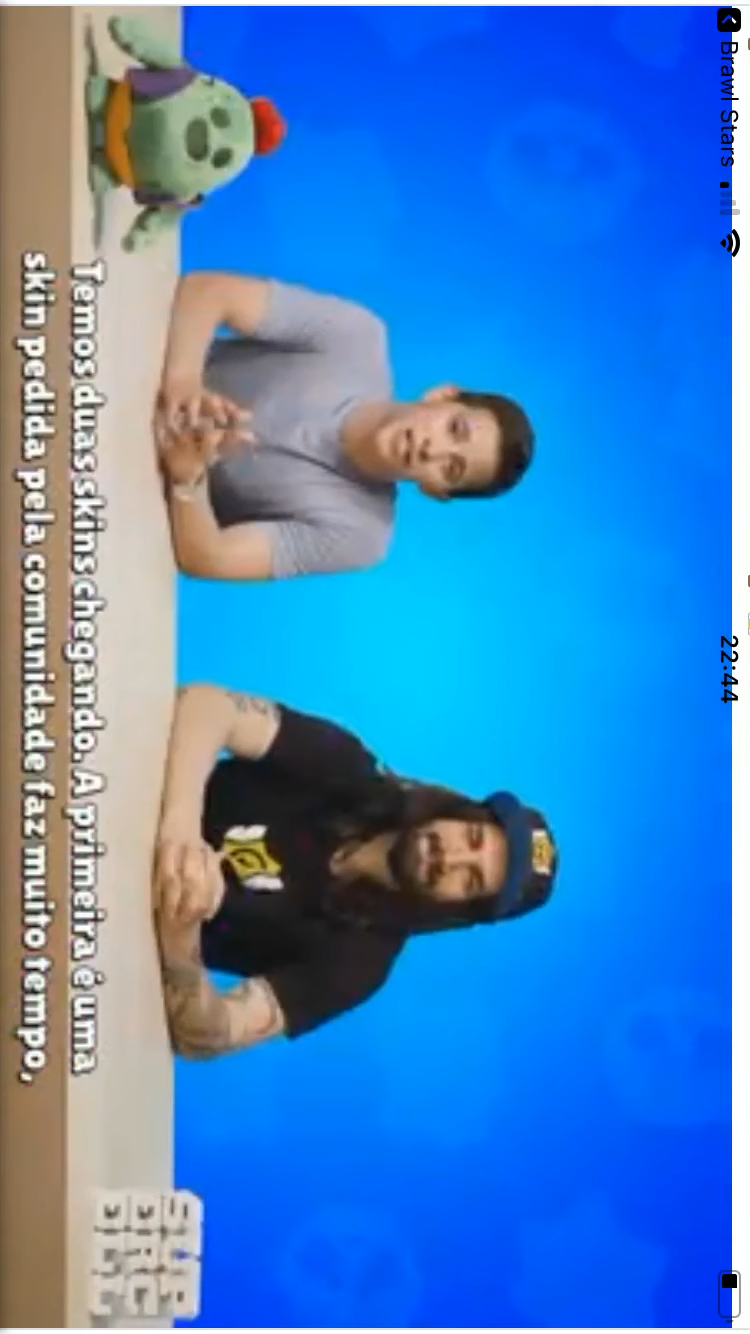 Brawl Stars
22:44
Temos duas skins chegando. A primeira é uma
skin pedida pela comunidade faz muito tempo,